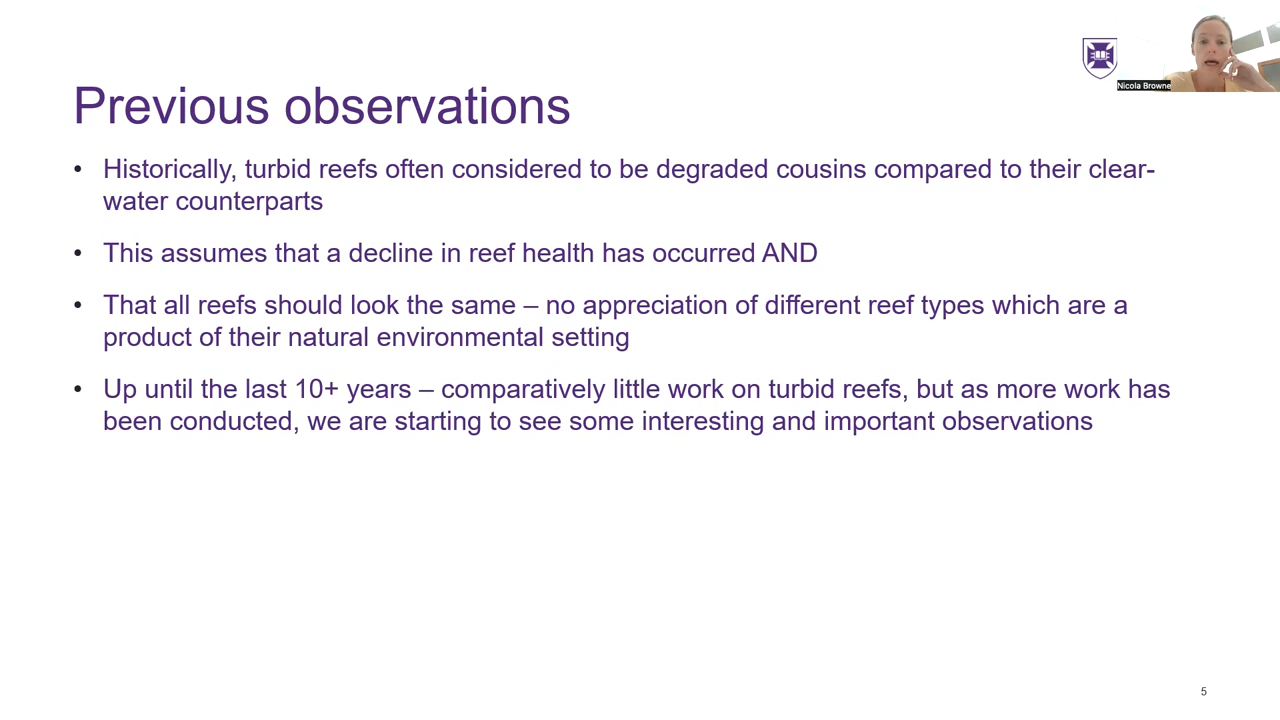 Nicola Browne
Previous observations
• Historically, turbid reefs often considered to be degraded cousins compared to their clear-
water counterparts
• This assumes that a decline in reef health has occurred AND
• That all reefs should look the same – no appreciation of different reef types which are a
product of their natural environmental setting
• Up until the last 10+ years – comparatively little work on turbid reefs, but as more work has
been conducted, we are starting to see some interesting and important observations
5